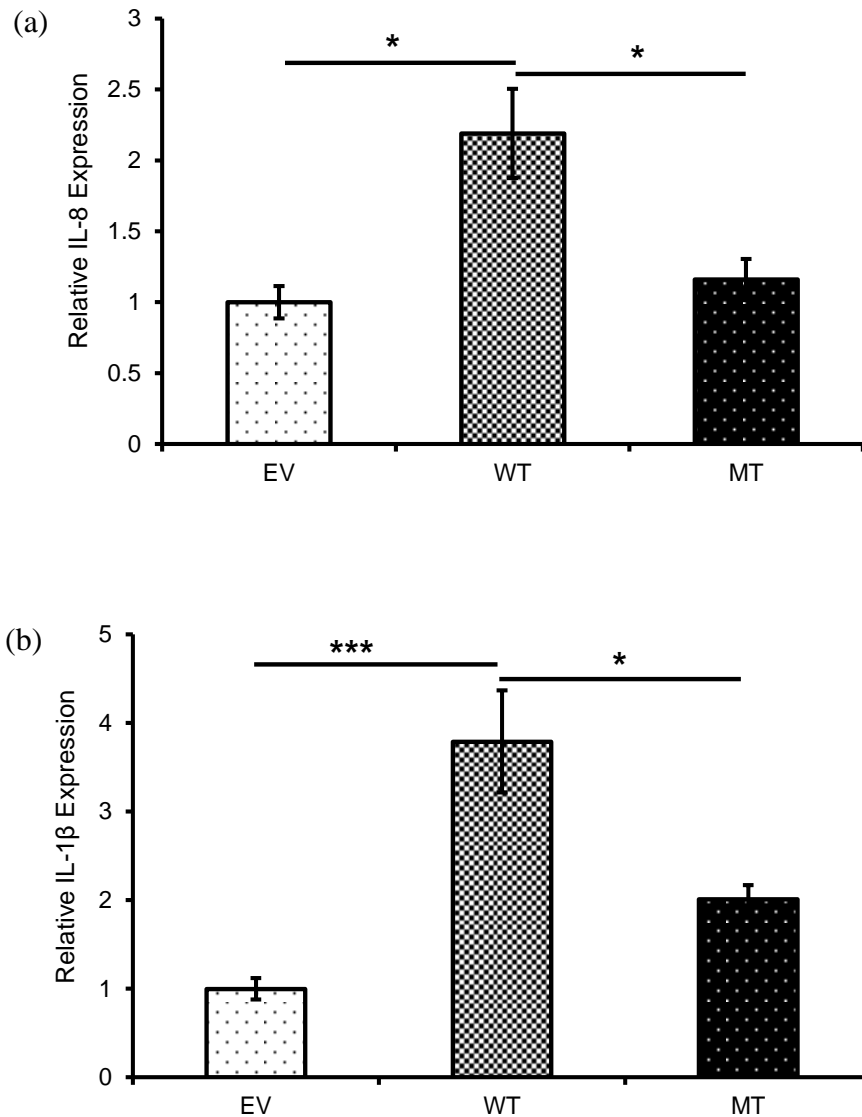 (a)
Relative IL-8 Expression
3
2.5
2
1.5
1
0.5
0
*
*
EV WT MT
(b)
Relative IL-1β Expression
5
4
3
2
1
0
***
*
EV WT MT